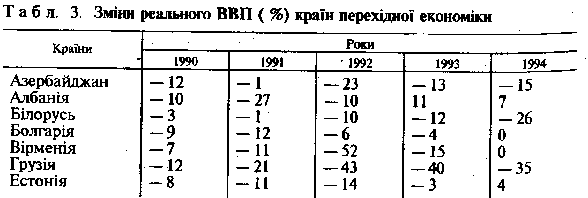 Табл. 3. Зміни реального ВВП ( %) країн перехідної економіки
Країни Роки
1990 1991 1992 1993 1994
Азербайджан — 12 — 1 — 23 — 13 — 15
Албанія — 10 — 27 — 10 11 7
Білорусь — 3 — 1 — 10 — 12 — 26
Болгарія — 9 — 12 — 6 — 4 0
Вірменія — 7 — 11 — 52 — 15 0
Грузія — 12 — 21 — 43 — 40 — 35
Естонія — 8 — 11 — 14 — 3 4